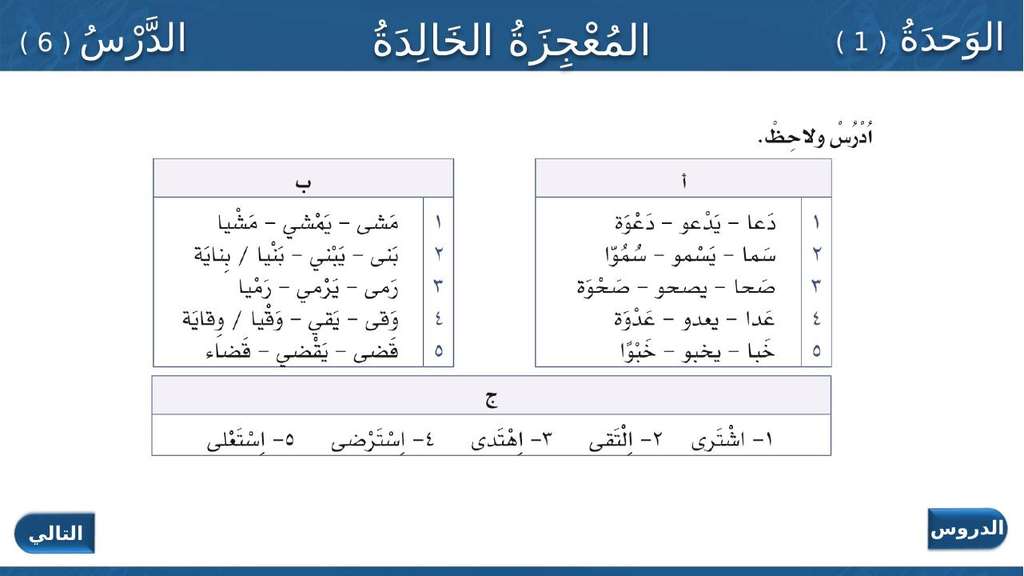 الوَحدَةُ ( 1 )
المُعْجِزَةُ الخَالِدَةُ
الدَّرْسُ ( 6 )
اُدْرُسْ ولاحِظْ.
أ
١ دَعا – يَدْعو – دَعْوَة
٢ سَما – يَسْمو – سُمُوّا
٣ صَحا – يصحو – صَحْوَة
٤ عَدا – يعدو – عَدْوَة
٥ خَبا – يخبو – خَبْوًا
ب
١ مَشى – يَمْشي – مَشْيا
٢ بَنى – يَبْني – بَنْيا / بِنايَة
٣ رَمى – يَرْمي – رَمْيا
٤ وَقى – يَقي – وَقْيا / وِقايَة
٥ قَضى – يَقْضي – قَضاء
ج
١– اشْتَرى ٢– اِلْتَقى ٣– اِهْتَدى ٤– اِسْتَرْضى ٥– اِسْتَعْلى
الدروس
التالي